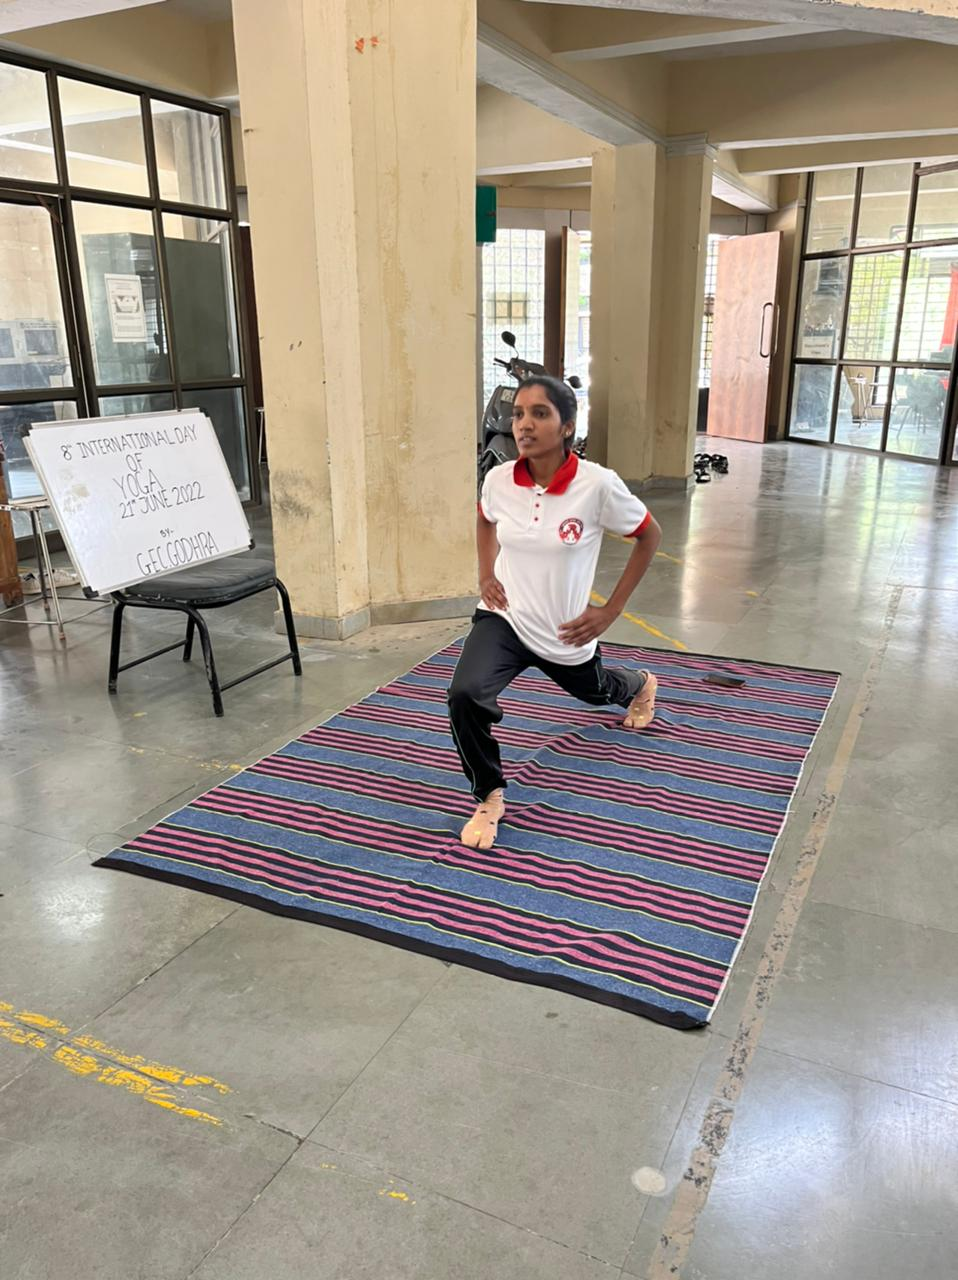 8th INTERNATIONAL DAY
OF
YOGA
21st JUNE 2022
BY:-
G.E.C.GODHRA